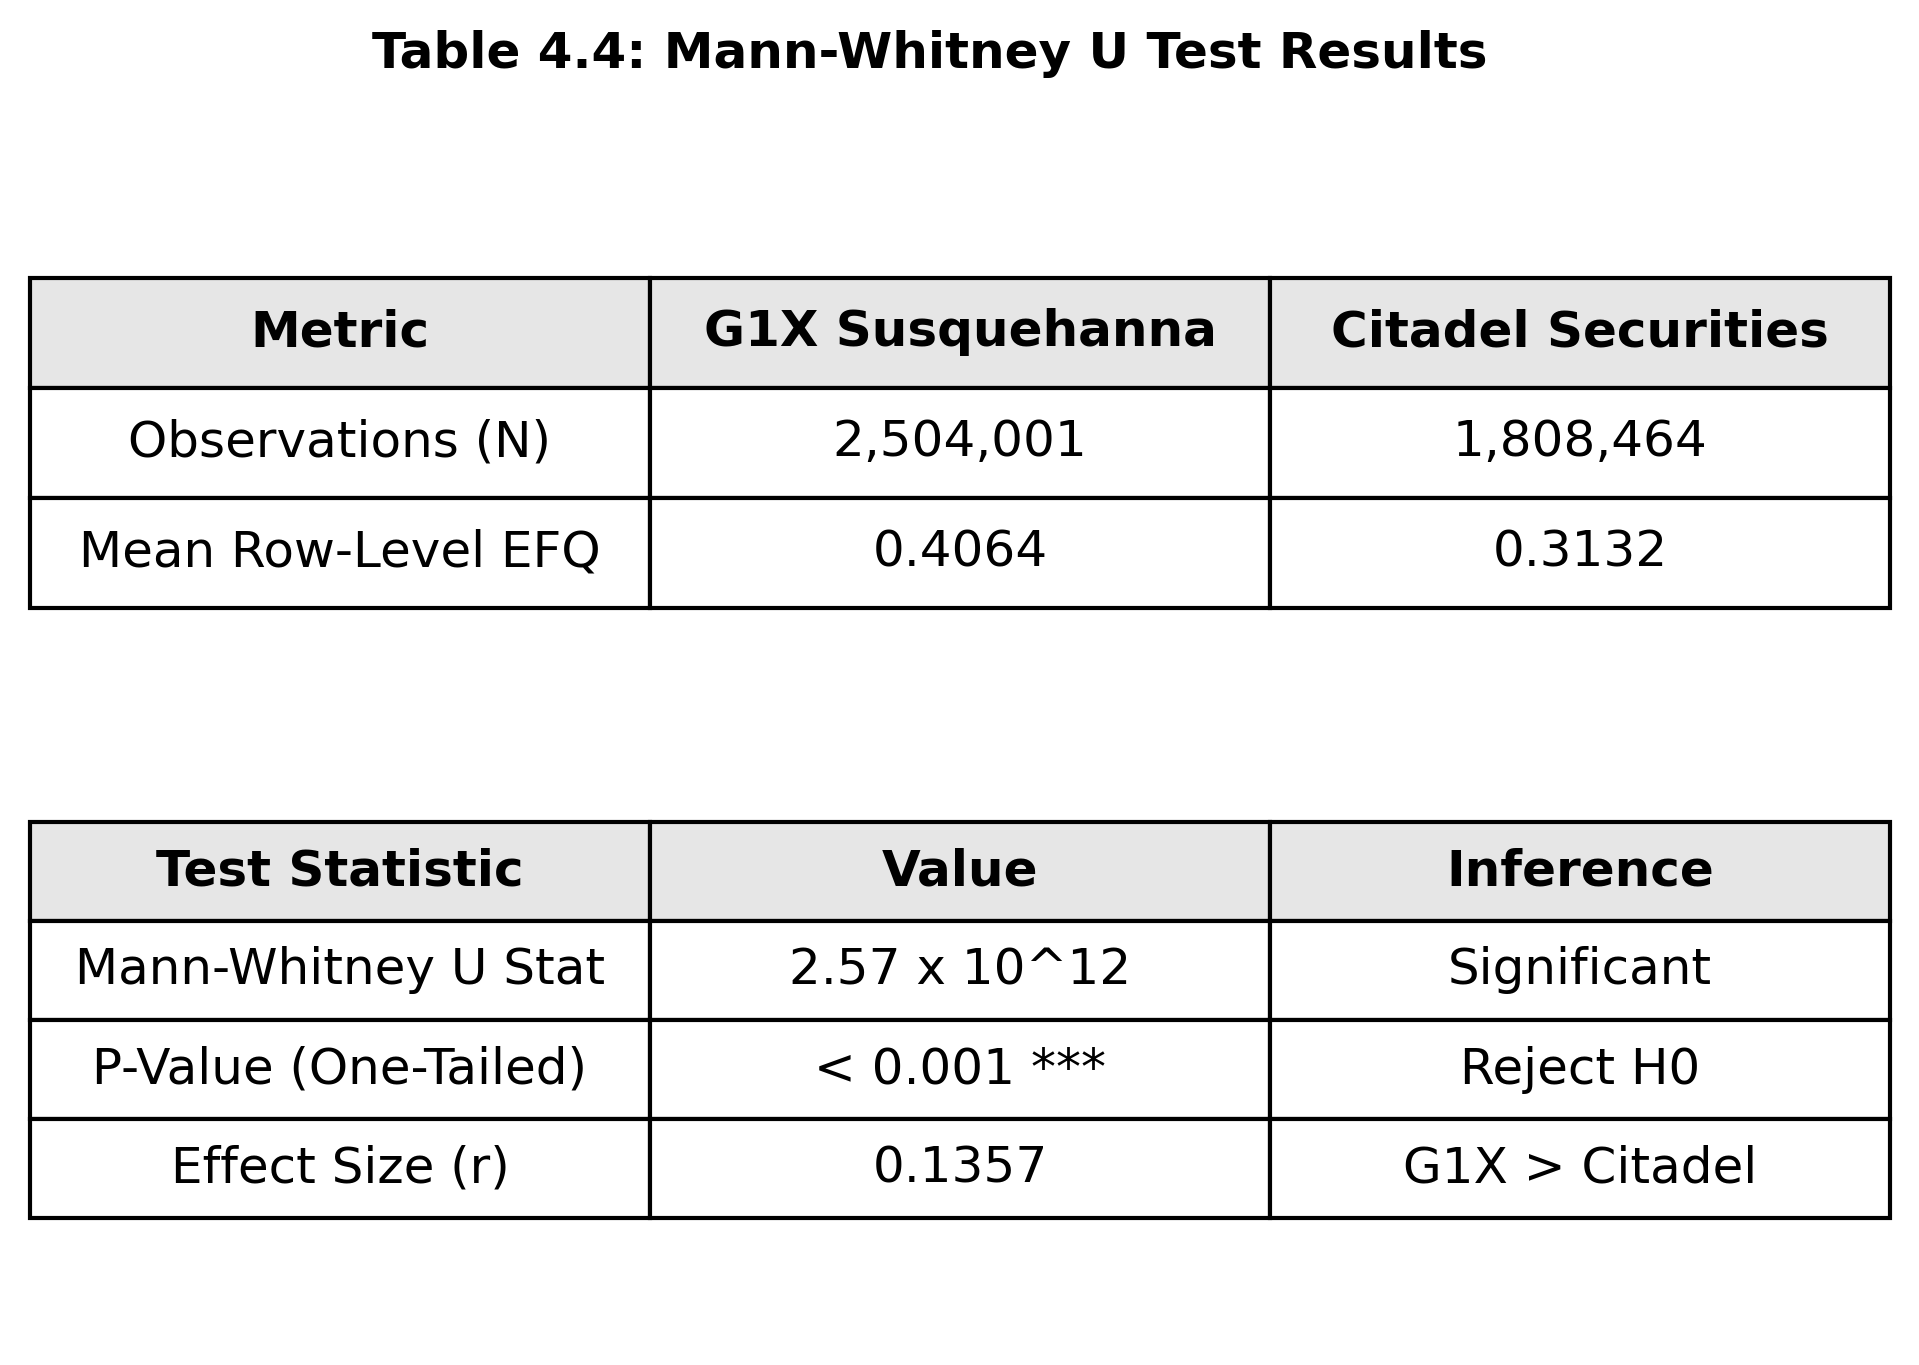 Table 4.4: Mann-Whitney U Test Results
Metric G1X Susquehanna Citadel Securities
Observations (N) 2,504,001 1,808,464
Mean Row-Level EFQ 0.4064 0.3132
Test Statistic Value Inference
Mann-Whitney U Stat 2.57 x 10^12 Significant
P-Value (One-Tailed) < 0.001 *** Reject H0
Effect Size (r) 0.1357 G1X > Citadel